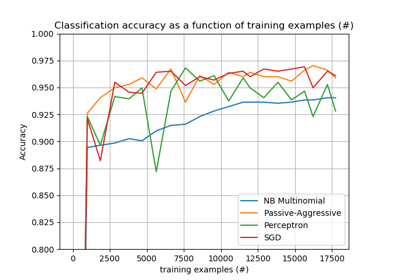 Classification accuracy as a function of training examples (#)
1.000
0.975
0.950
0.925
0.900
0.875
0.850
0.825
0.800
Accuracy
NB Multinomial
Passive-Aggressive
Perceptron
SGD
0 2500 5000 7500 10000 12500 15000 17500
training examples (#)